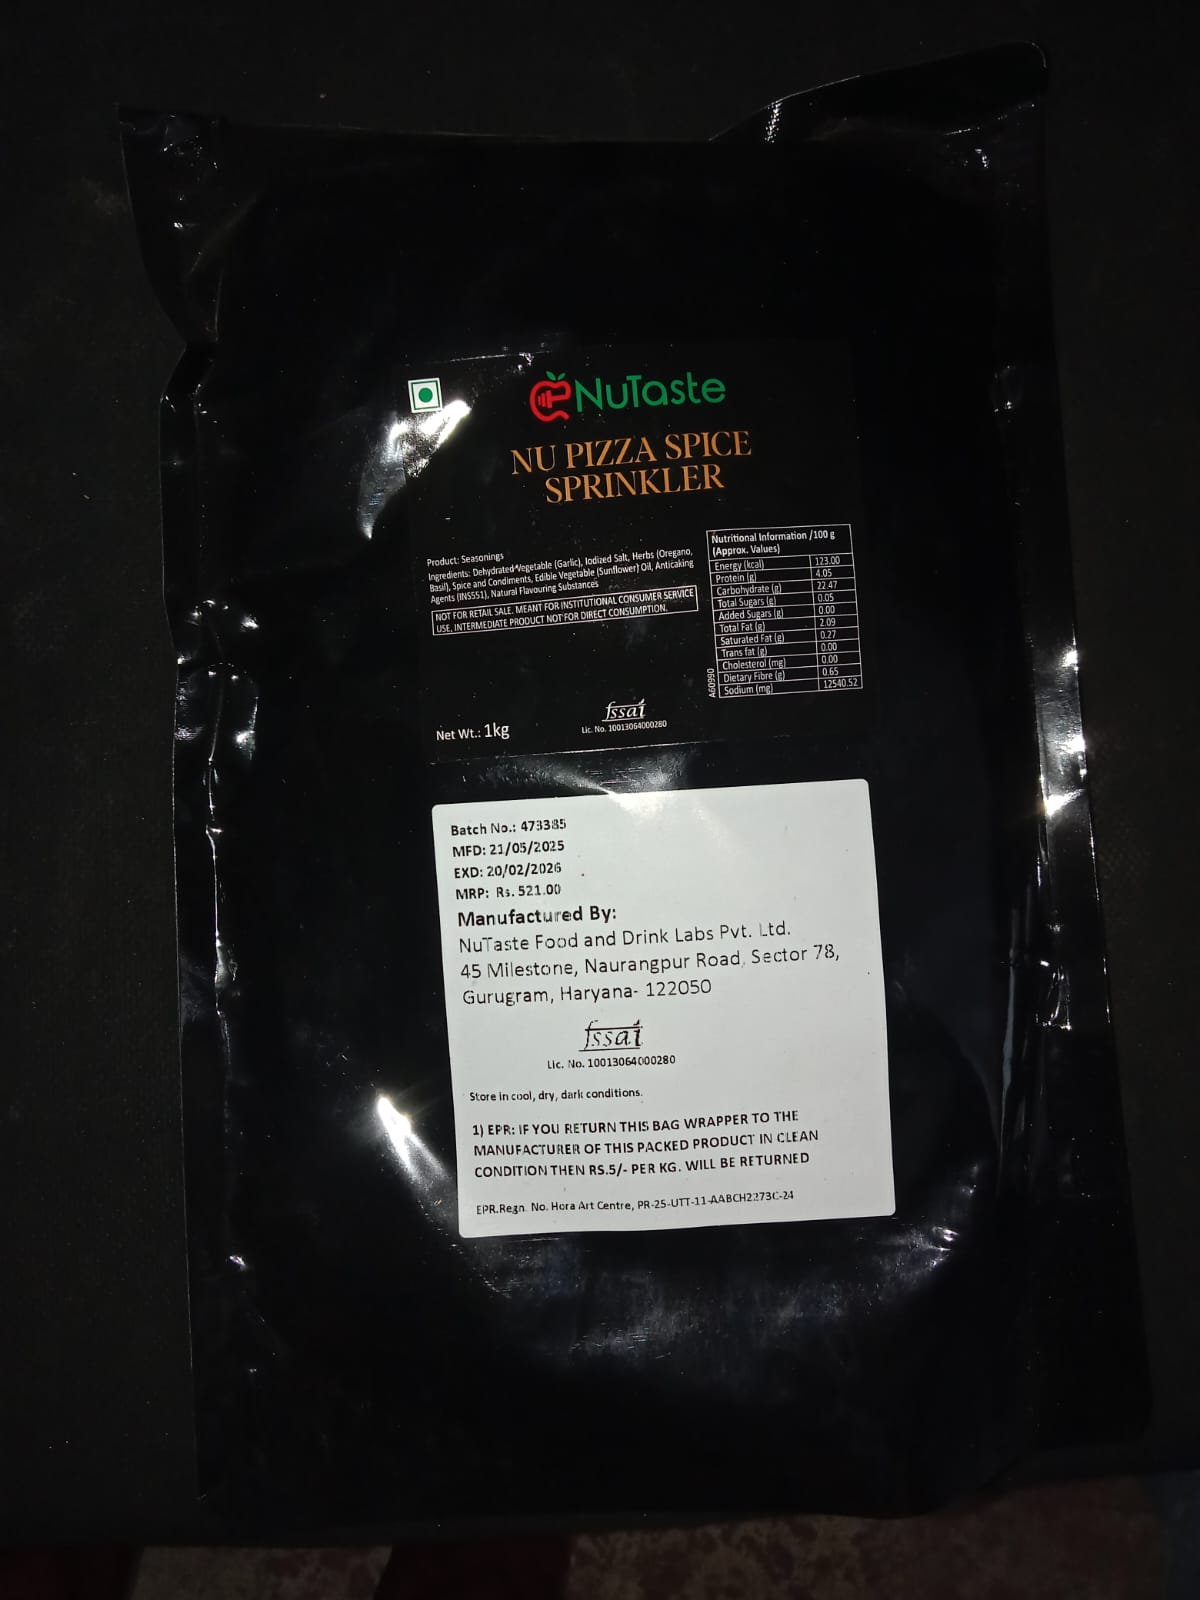 NuTaste
NU PIZZA SPICE
SPRINKLER
Product: Seasonings
Ingredients: Dehydrated Vegetable (Garlic), Iodized Salt, Herbs (Oregano,
Basil), Spice and Condiments, Edible Vegetable (Sunflower) Oil, Anticaking
Agents (INS551), Natural Flavouring Substances
NOT FOR RETAIL SALE. MEANT FOR INSTITUTIONAL CONSUMER SERVICE
USE, INTERMEDIATE PRODUCT NOT FOR DIRECT CONSUMPTION.
Nutritional Information /100 g
(Approx. Values)
Energy (kcal) 123.00
Protein (g) 4.05
Carbohydrate (g) 22.47
Total Sugars (g) 0.05
Added Sugars (g) 0.00
Total Fat (g) 2.09
Saturated Fat (g) 0.27
Trans fat (g) 0.00
Cholesterol (mg) 0.00
Dietary Fibre (g) 0.65
Sodium (mg) 12540.52
A60990
Net Wt.: 1kg
fssai
Lic. No. 10013064000280
Batch No.: 473385
MFD: 21/05/2025
EXD: 20/02/2026
MRP: Rs. 521.00
Manufactured By:
NuTaste Food and Drink Labs Pvt. Ltd.
45 Milestone, Naurangpur Road, Sector 78,
Gurugram, Haryana- 122050
fssai
Lic. No. 10013064000280
Store in cool, dry, dark conditions.
1) EPR: IF YOU RETURN THIS BAG WRAPPER TO THE
MANUFACTURER OF THIS PACKED PRODUCT IN CLEAN
CONDITION THEN RS.5/- PER KG. WILL BE RETURNED
EPR.Regn. No. Hora Art Centre, PR-25-UTT-11-AABCH2273C-24